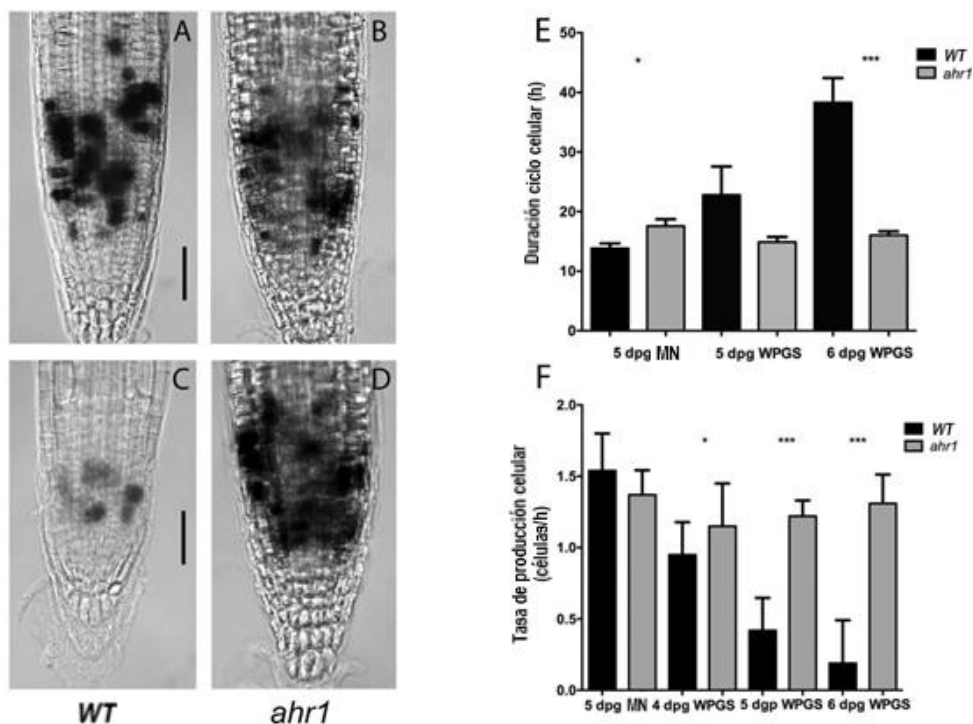 A
B
C
D
WT
ahr1
E
Duración ciclo celular (h)
50
40
30
20
10
0
*
***
WT
ahr1
5 dpg MN
5 dpg WPGS
6 dpg WPGS
F
Tasa de producción celular
(células/h)
2.0
1.5
1.0
0.5
0.0
*
***
***
WT
ahr1
5 dpg MN
4 dpg WPGS
5 dgp WPGS
6 dpg WPGS